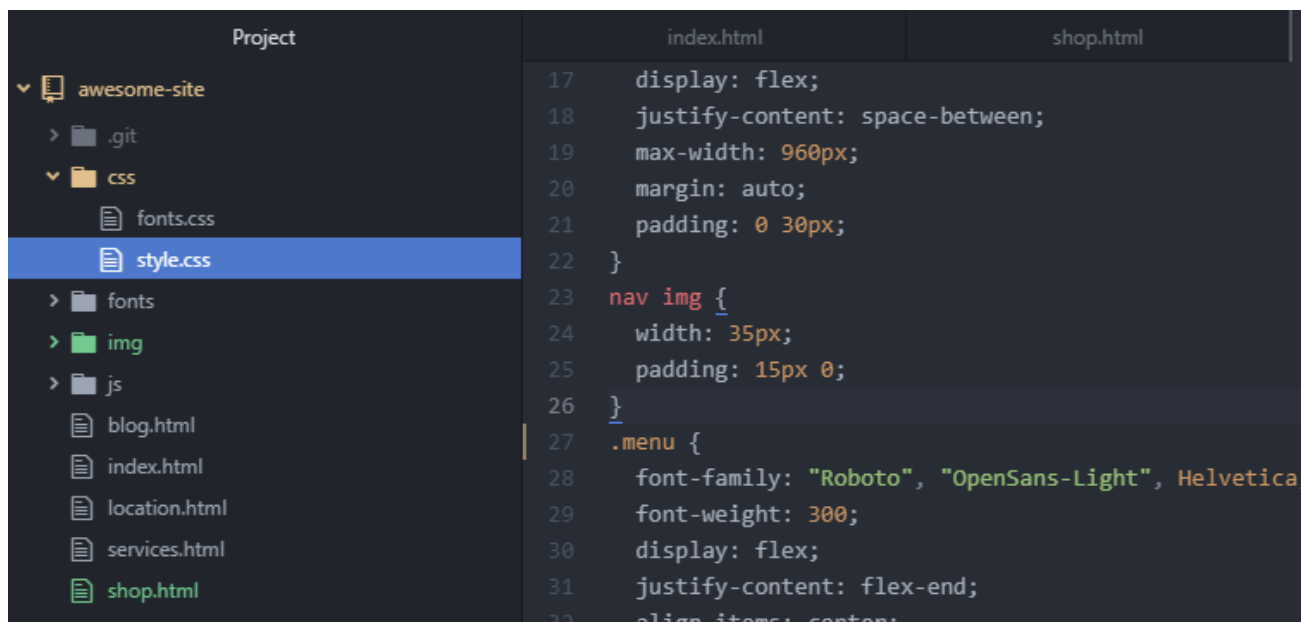 Project
awesome-site
.git
css
fonts.css
style.css
fonts
img
js
blog.html
index.html
location.html
services.html
shop.html
index.html
shop.html
17 display: flex;
18 justify-content: space-between;
19 max-width: 960px;
20 margin: auto;
21 padding: 0 30px;
22 }
23 nav img {
24 width: 35px;
25 padding: 15px 0;
26 }
27 .menu {
28 font-family: "Roboto", "OpenSans-Light", Helvetica
29 font-weight: 300;
30 display: flex;
31 justify-content: flex-end;
32 align-items: center;